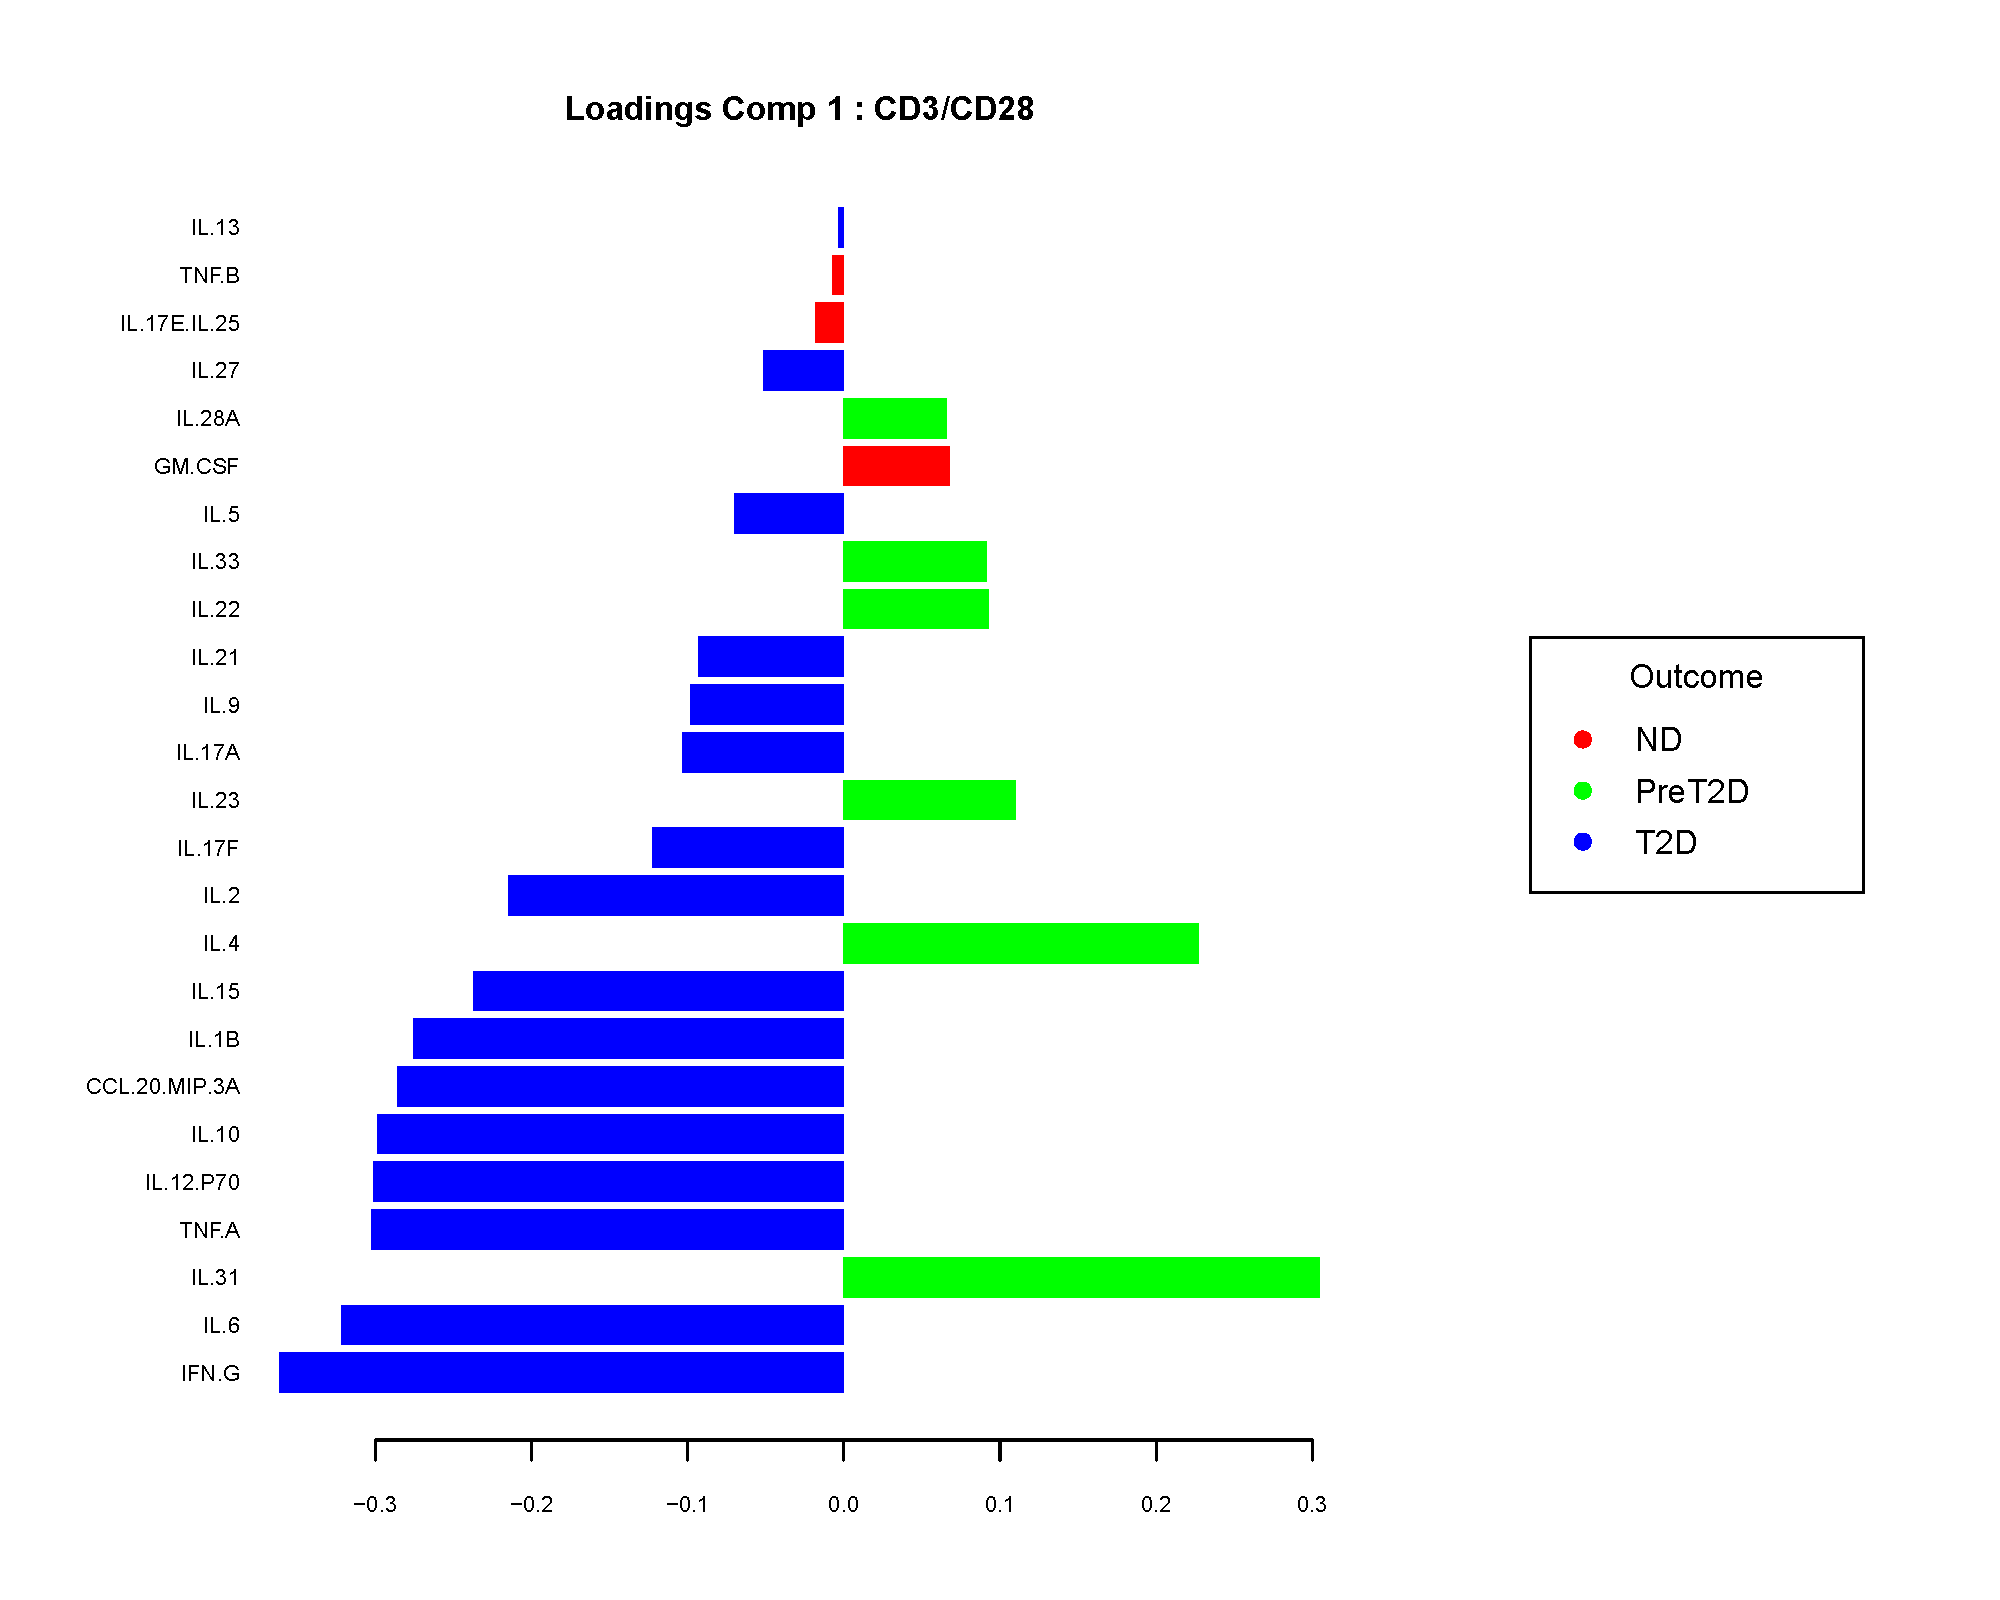 Loadings Comp 1 : CD3/CD28
IL.13
TNF.B
IL.17E.IL.25
IL.27
IL.28A
GM.CSF
IL.5
IL.33
IL.22
IL.21
IL.9
IL.17A
IL.23
IL.17F
IL.2
IL.4
IL.15
IL.1B
CCL.20.MIP.3A
IL.10
IL.12.P70
TNF.A
IL.31
IL.6
IFN.G
−0.3 −0.2 −0.1 0.0 0.1 0.2 0.3
Outcome
ND
PreT2D
T2D